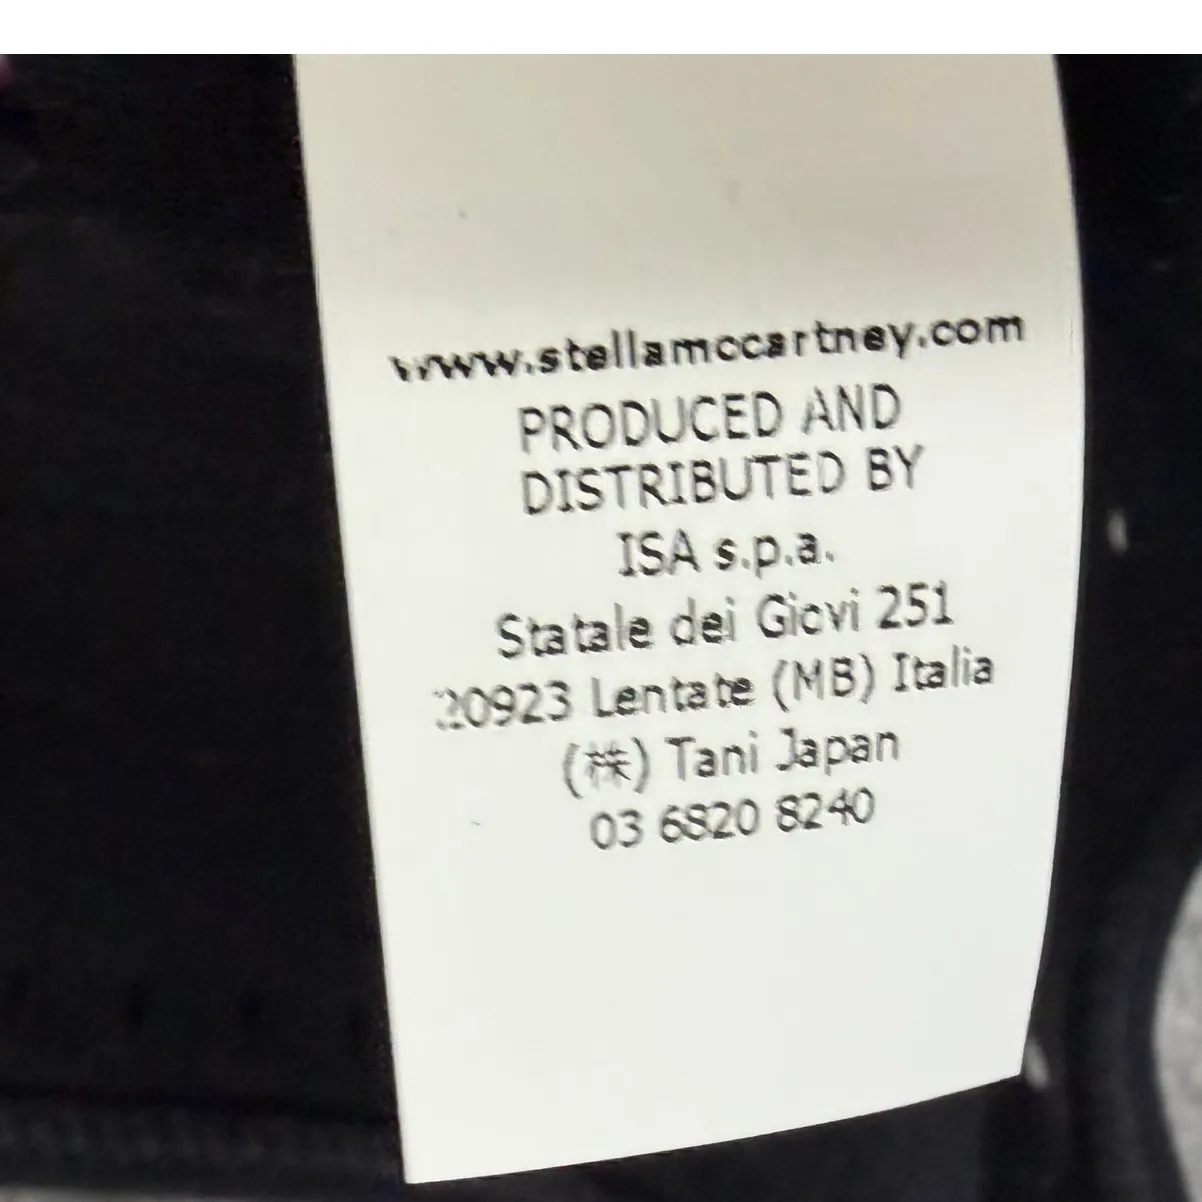 www.stellamccartney.com
PRODUCED AND
DISTRIBUTED BY
ISA s.p.a.
Statale dei Giovi 251
20923 Lentate (MB) Italia
(株) Tani Japan
03 6820 8240